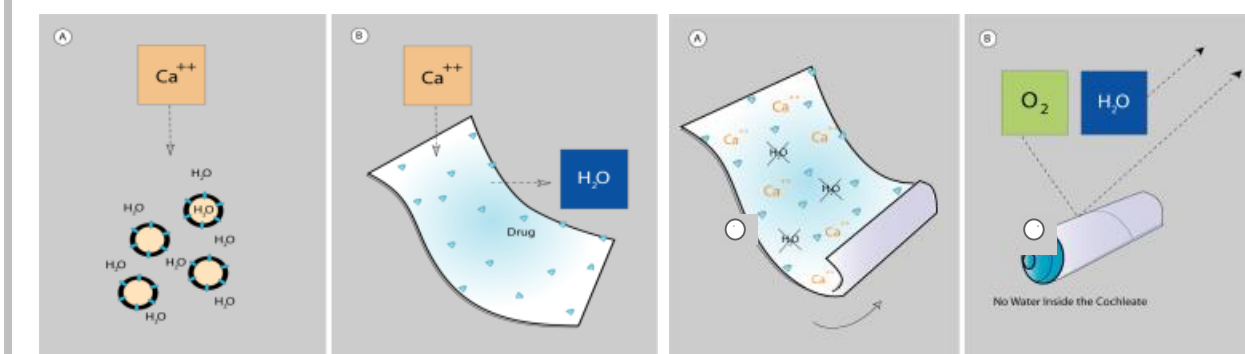 A
Ca++
H2O
H2O
H2O
H2O
H2O
H2O
H2O
H2O
B
Ca++
H2O
Drug
A
Ca++
Ca++
Ca++
H2O
Ca++
H2O
Ca++
H2O
Ca++
B
O2
H2O
No Water Inside the Cochleate